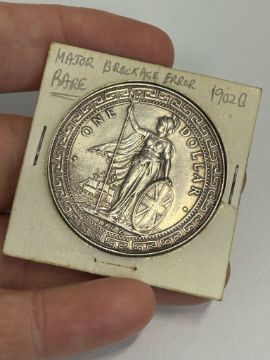 MAJOR BROCKAGE ERROR 1902B
RARE
ONE DOLLAR